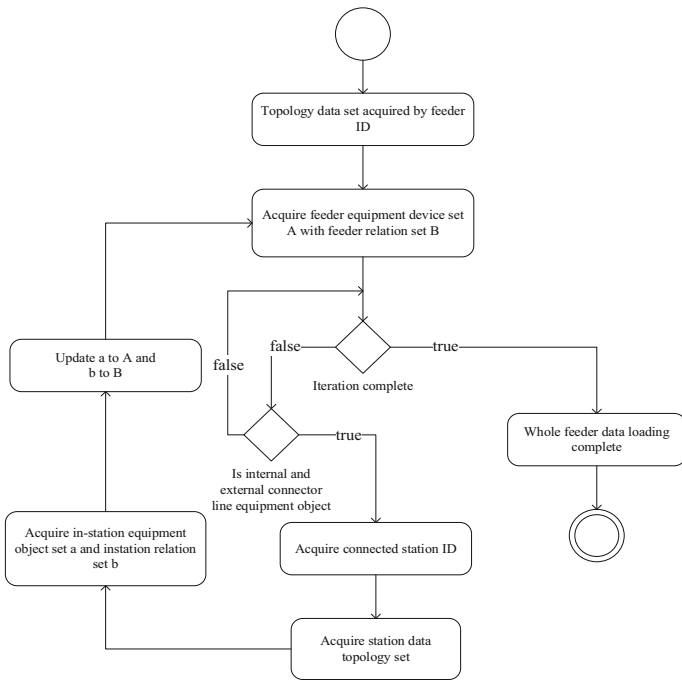 Topology data set acquired by feeder
ID
Acquire feeder equipment device set
A with feeder relation set B
false
true
Iteration complete
Update a to A and
b to B
false
true
Is internal and
external connector
line equipment object
Whole feeder data loading
complete
Acquire in-station equipment
object set a and instation relation
set b
Acquire connected station ID
Acquire station data
topology set